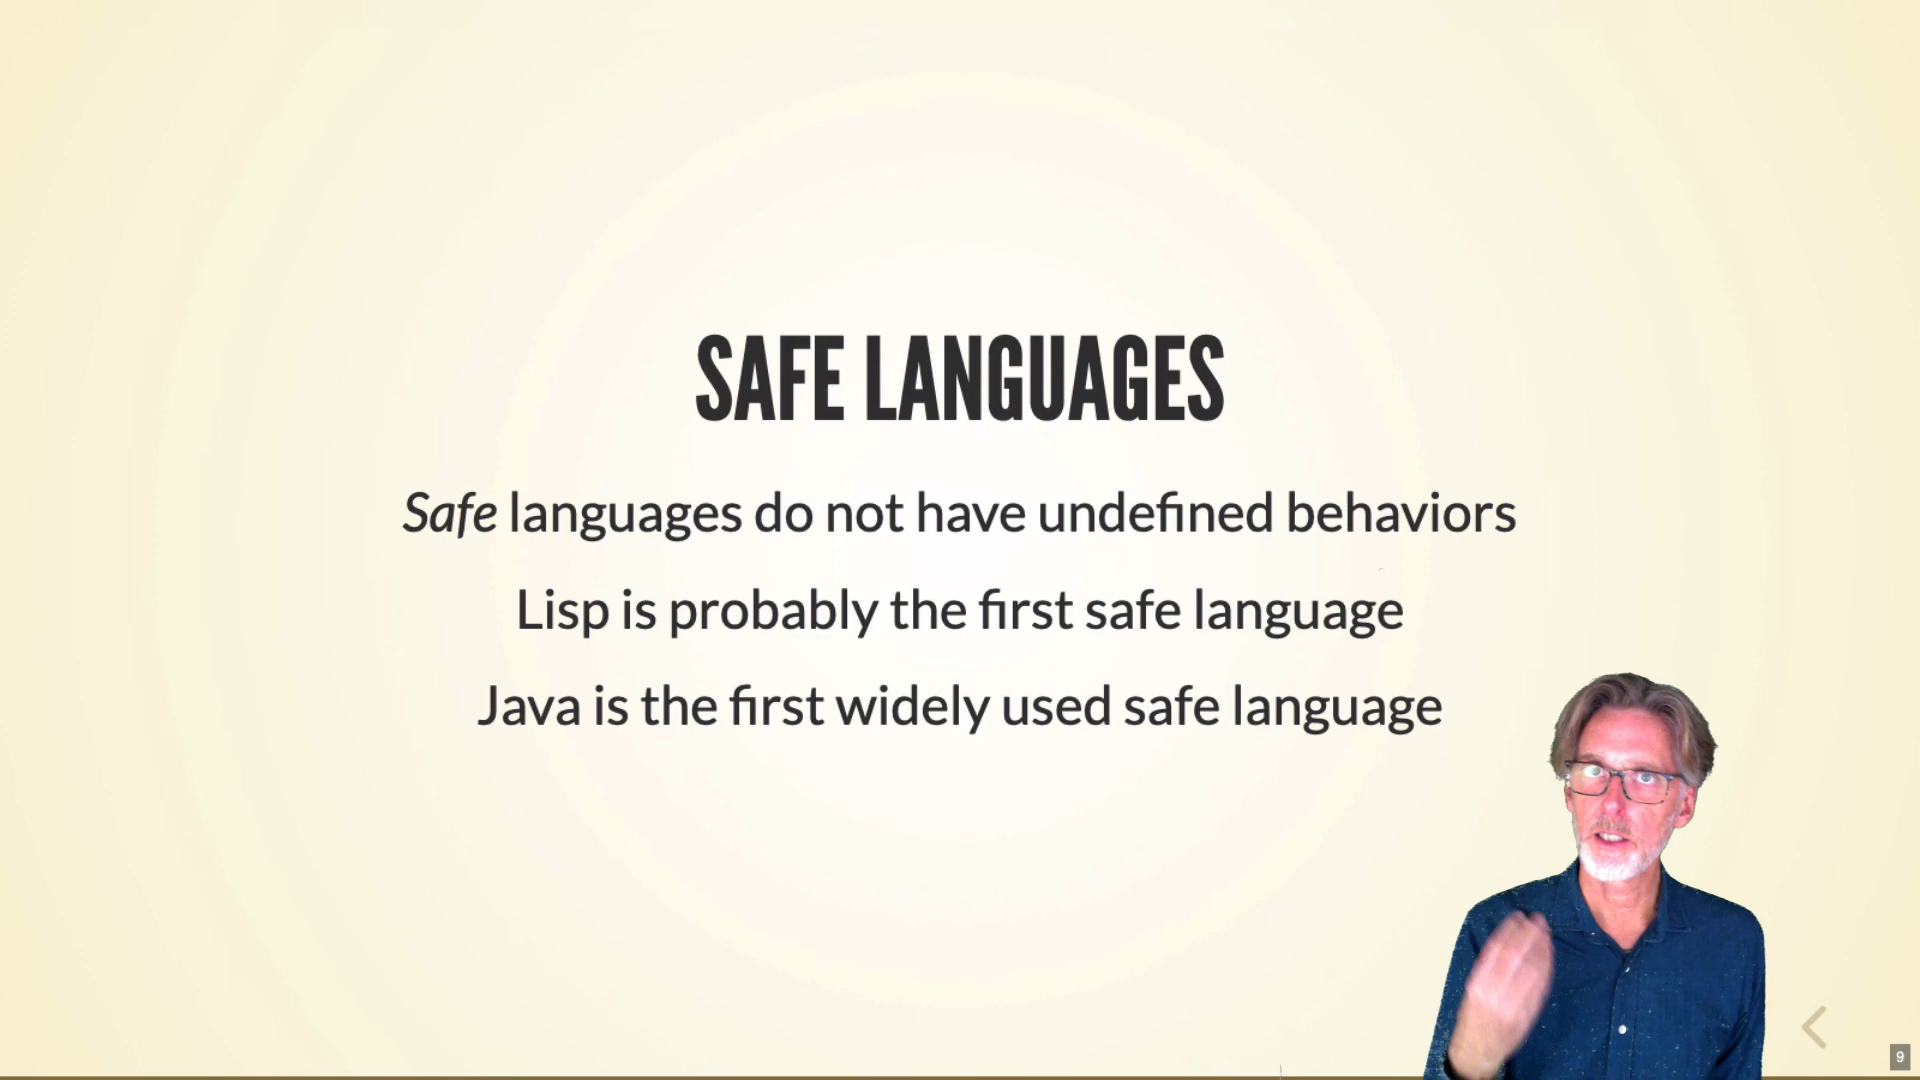 SAFE LANGUAGES
Safe languages do not have undefined behaviors
Lisp is probably the first safe language
Java is the first widely used safe language
9